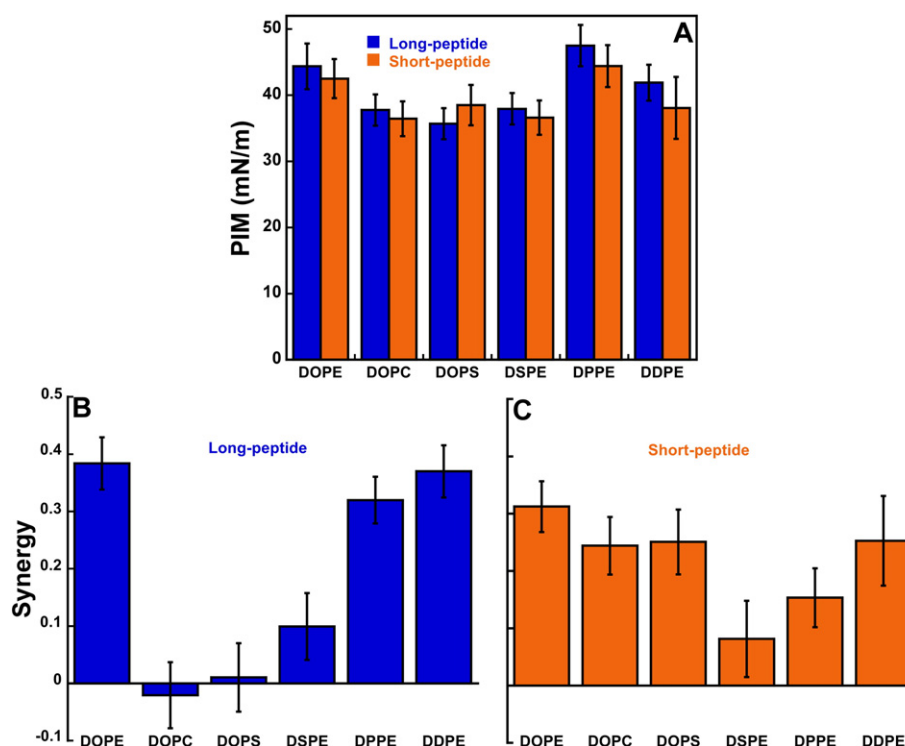 A
Long-peptide
Short-peptide
PIM (mN/m)
50
40
30
20
10
0
DOPE DOPC DOPS DSPE DPPE DDPE
B
Long-peptide
Synergy
0.5
0.4
0.3
0.2
0.1
0
-0.1
DOPE DOPC DOPS DSPE DPPE DDPE
C
Short-peptide
DOPE DOPC DOPS DSPE DPPE DDPE